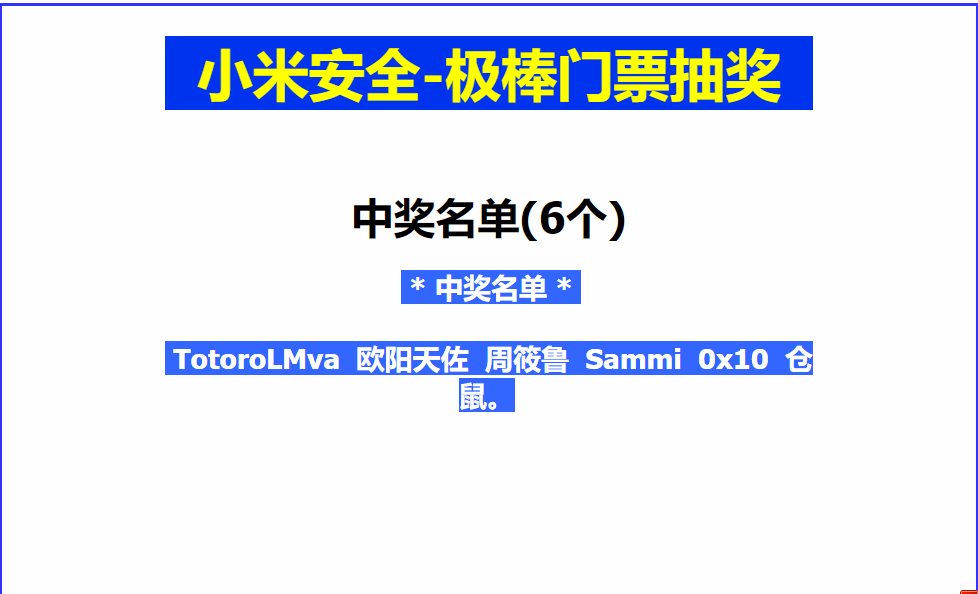 小米安全-极棒门票抽奖
中奖名单(6个)
* 中奖名单 *
TotoroLMva 欧阳天佐 周筱鲁 Sammi 0x10 仓
鼠。